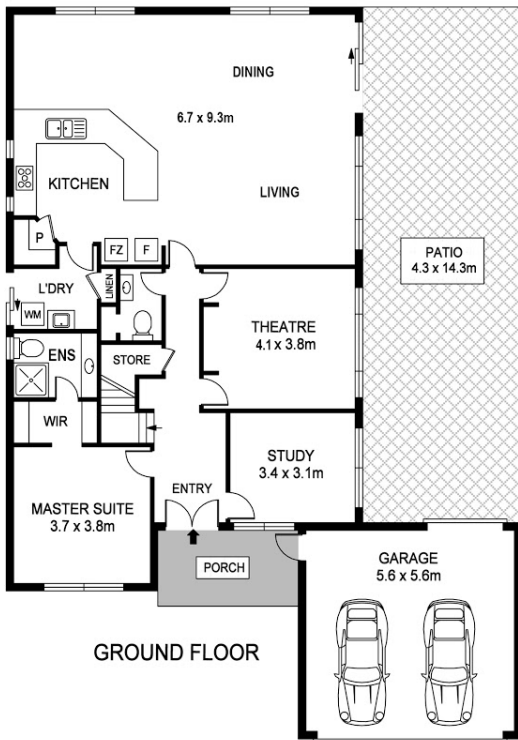 DINING
6.7 x 9.3m
KITCHEN
LIVING
P
FZ
F
PATIO
4.3 x 14.3m
L'DRY
LINEN
WM
THEATRE
4.1 x 3.8m
ENS
STORE
WIR
STUDY
3.4 x 3.1m
MASTER SUITE
3.7 x 3.8m
ENTRY
PORCH
GARAGE
5.6 x 5.6m
GROUND FLOOR